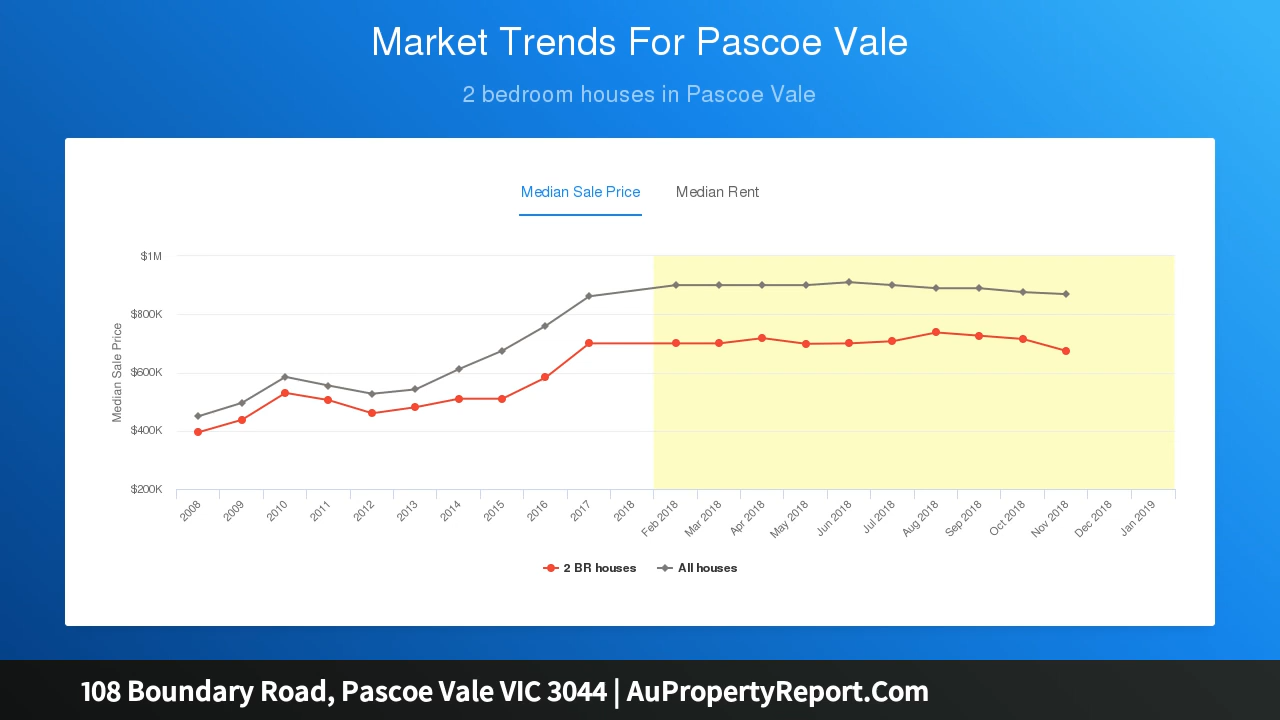 Market Trends For Pascoe Vale
2 bedroom houses in Pascoe Vale
Median Sale Price Median Rent
Median Sale Price
$1M
$800K
$600K
$400K
$200K
2008 2009 2010 2011 2012 2013 2014 2015 2016 2017 2018 Feb 2018 Mar 2018 Apr 2018 May 2018 Jun 2018 Jul 2018 Aug 2018 Sep 2018 Oct 2018 Nov 2018 Dec 2018 Jan 2019
2 BR houses All houses
108 Boundary Road, Pascoe Vale VIC 3044 | AuPropertyReport.Com